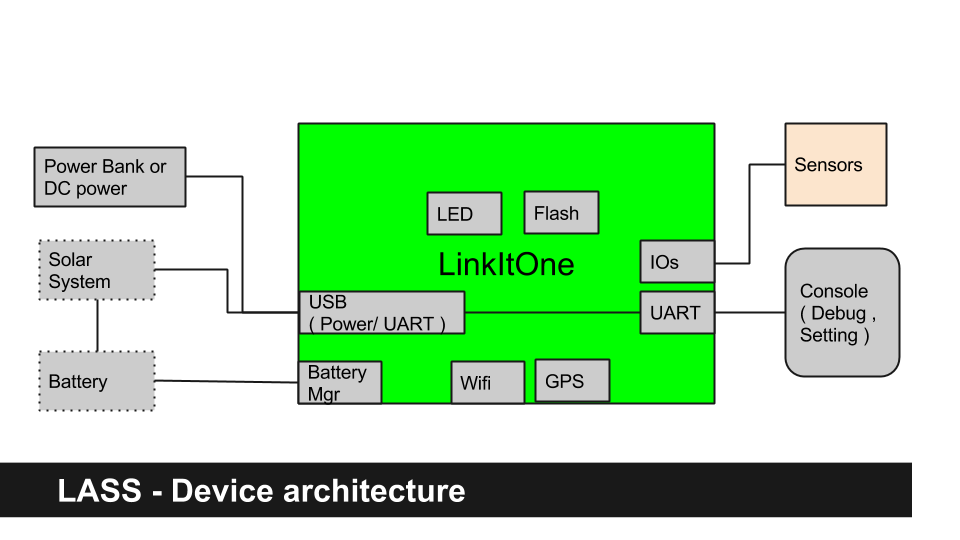 Power Bank or
DC power
Solar
System
Battery
LED
Flash
LinkItOne
USB
( Power/ UART )
Battery
Mgr
Wifi
GPS
IOs
UART
Sensors
Console
( Debug ,
Setting )
LASS - Device architecture